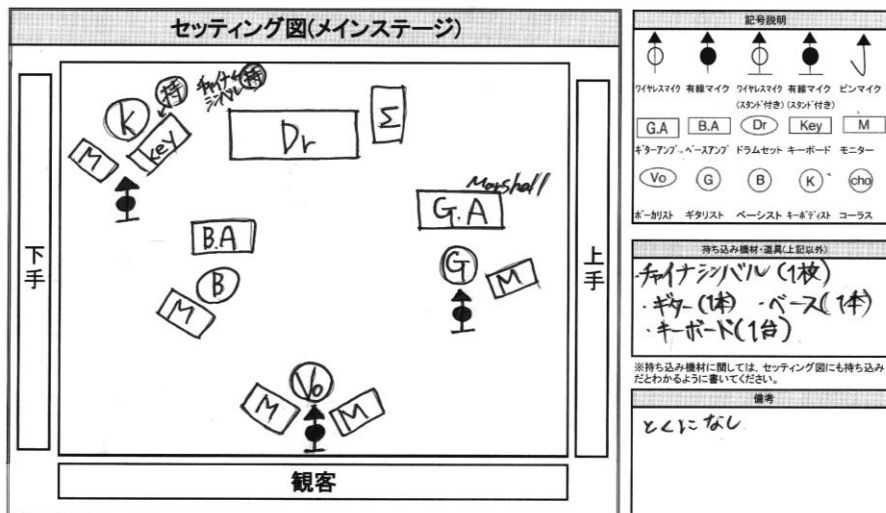 セッティング図(メインステージ)
下手
上手
観客
K
持
チャイナ
シンバル
持
key
M
Dr
M
Marshall
G.A
B.A
B
M
G
M
Vo
M
M
記号説明
ワイヤレスマイク 有線マイク ワイヤレスマイク 有線マイク ピンマイク
(スタンド付き) (スタンド付き)
G.A B.A Dr Key M
ギターアンプ ベースアンプ ドラムセット キーボード モニター
Vo G B K cho
ボーカリスト ギタリスト ベーシスト キーボディスト コーラス
持ち込み機材・道具(上記以外)
・チャイナシンバル(1枚)
・ギター(1本) ・ベース(1本)
・キーボード(1台)
※持ち込み機材に関しては、セッティング図にも持ち込み
だとわかるように書いてください。
備考
とくになし